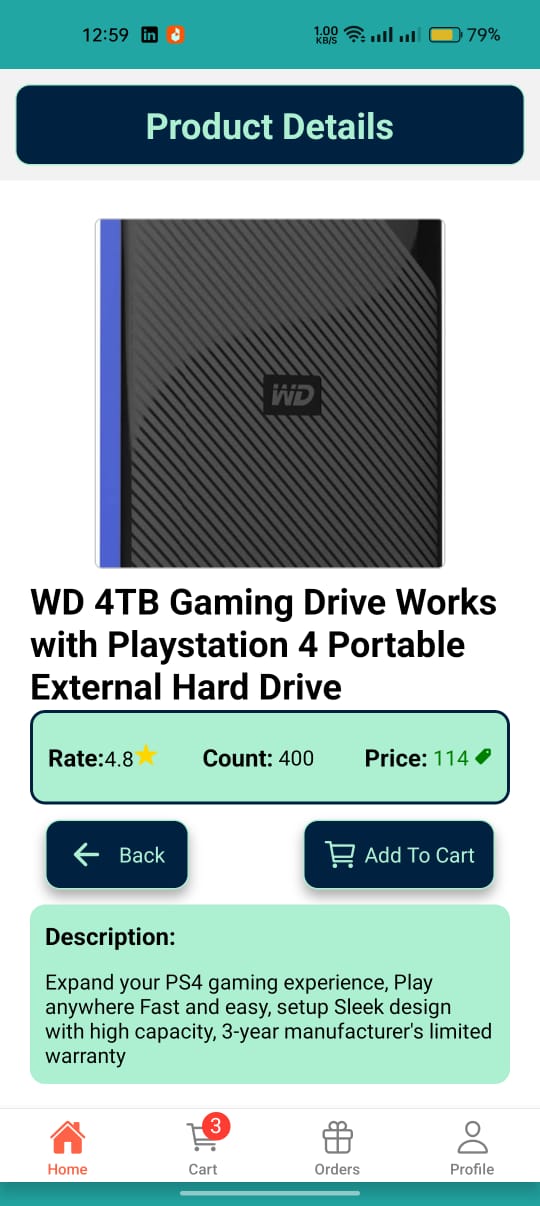 12:59 in 1.00 KB/S 79%
Product Details
WD
WD 4TB Gaming Drive Works
with Playstation 4 Portable
External Hard Drive
Rate:4.8 Count: 400 Price: 114
Back Add To Cart
Description:
Expand your PS4 gaming experience, Play
anywhere Fast and easy, setup Sleek design
with high capacity, 3-year manufacturer's limited
warranty
3
Home Cart Orders Profile